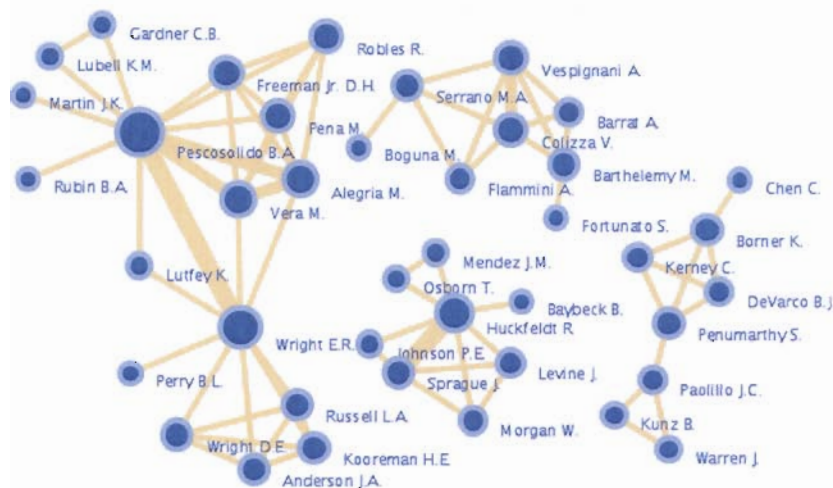 Gardner C.B.
Lubell K.M.
Martin J.K.
Pescosolido B.A.
Rubin B.A.
Freeman Jr. D.H.
Robles R.
Pena M
Alegria M.
Vera M.
Lutfey K.
Wright E.R.
Perry B.L.
Russell L.A.
Wright D.E.
Kooreman H.E
Anderson J.A.
Vespignani A.
Serrano M.A.
Barrat A.
Colizza V.
Boguna M.
Barthelemy M.
Flammini A.
Fortunato S.
Mendez J.M.
Osborn T.
Baybeck B.
Huckfeldt R
Johnson P.E
Sprague J.
Levine J.
Morgan W.
Chen C.
Borner K.
Kerney C.
DeVarco B.J
Penumarthy S.
Paolillo J.C.
Kunz B.
Warren J.